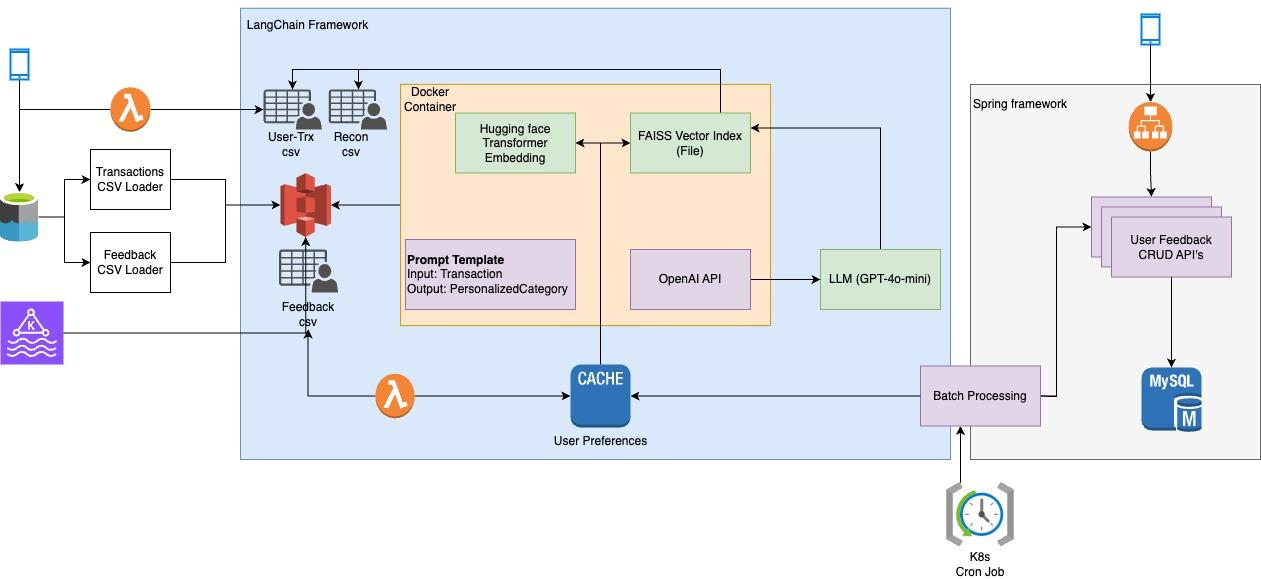 LangChain Framework
Docker
Container
Spring framework
User-Trx
csv
Recon
csv
Hugging face
Transformer
Embedding
FAISS Vector Index
(File)
λ
Transactions
CSV Loader
Feedback
CSV Loader
Prompt Template
Input: Transaction
Output: PersonalizedCategory
OpenAI API
LLM (GPT-4o-mini)
User Feedback
CRUD API's
Feedback
csv
K
λ
CACHE
User Preferences
Batch Processing
MySQL
M
K8s
Cron Job